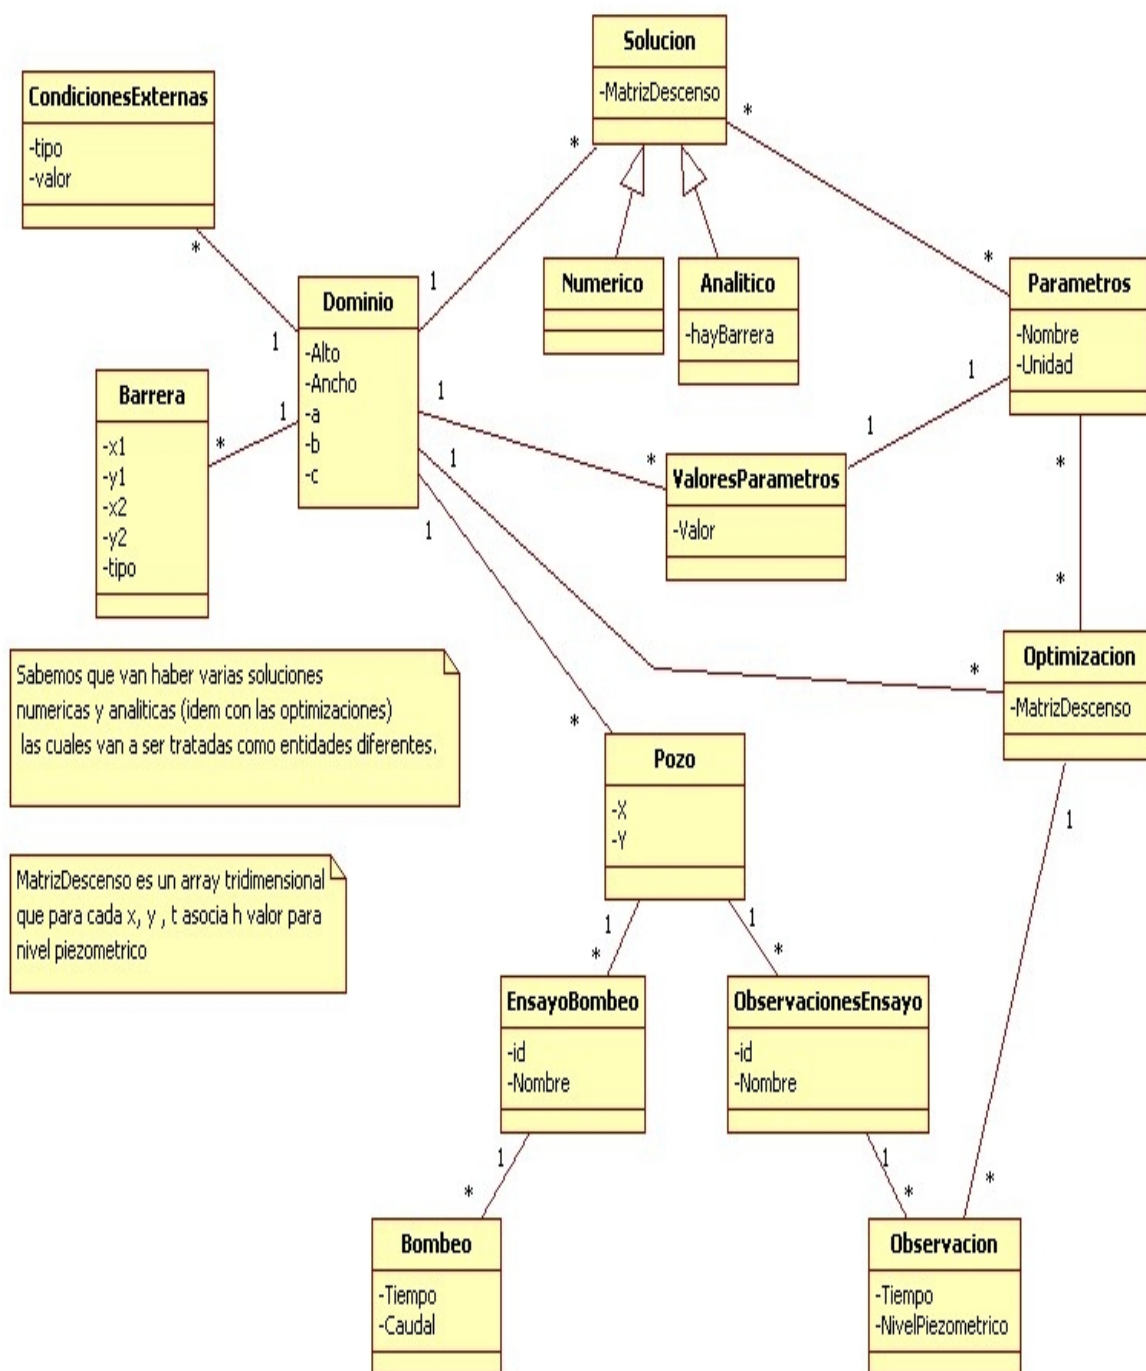 Solucion
-MatrizDescenso
*
*
CondicionesExternas
-tipo
-valor
*
1
Numerico
Analitico
-hayBarrera
*
Parametros
-Nombre
-Unidad
Dominio
-Alto
-Ancho
-a
-b
-c
1
1
1
1
1
1
Barrera
-x1
-y1
-x2
-y2
-tipo
*
1
1
*
ValoresParametros
-Valor
*
*
Sabemos que van haber varias soluciones
numericas y analiticas (idem con las optimizaciones)
las cuales van a ser tratadas como entidades diferentes.
Optimizacion
-MatrizDescenso
*
1
*
Pozo
-X
-Y
1
*
1
*
MatrizDescenso es un array tridimensional
que para cada x, y , t asocia h valor para
nivel piezometrico
EnsayoBombeo
-id
-Nombre
ObservacionesEnsayo
-id
-Nombre
1
*
1
*
*
Bombeo
-Tiempo
-Caudal
Observacion
-Tiempo
-NivelPiezometrico